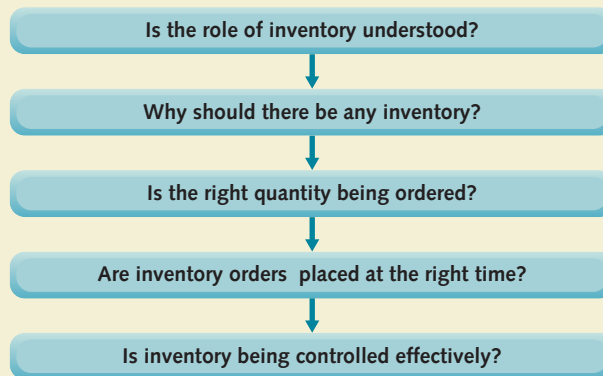 Is the role of inventory understood?
Why should there be any inventory?
Is the right quantity being ordered?
Are inventory orders placed at the right time?
Is inventory being controlled effectively?